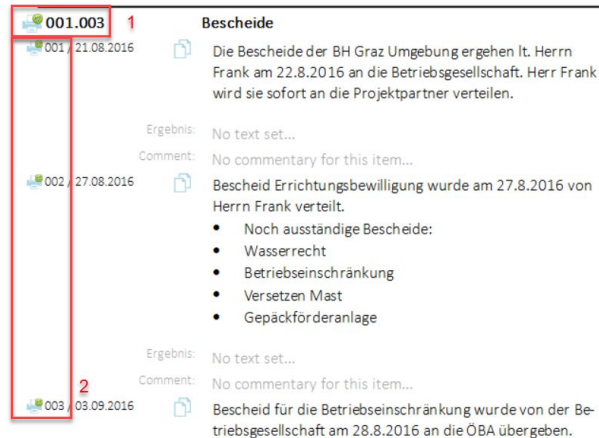 001.003 1 Bescheide
001 / 21.08.2016 Die Bescheide der BH Graz Umgebung ergehen lt. Herrn
Frank am 22.8.2016 an die Betriebsgesellschaft. Herr Frank
wird sie sofort an die Projektpartner verteilen.
Ergebnis: No text set...
Comment: No commentary for this item...
002 / 27.08.2016 Bescheid Errichtungsbewilligung wurde am 27.8.2016 von
Herrn Frank verteilt.
• Noch ausständige Bescheide:
• Wasserrecht
• Betriebseinschränkung
• Versetzen Mast
• Gepäckförderanlage
Ergebnis: No text set...
2
Comment: No commentary for this item...
003 / 03.09.2016 Bescheid für die Betriebseinschränkung wurde von der Be-
triebsgesellschaft am 28.8.2016 an die ÖBA übergeben.